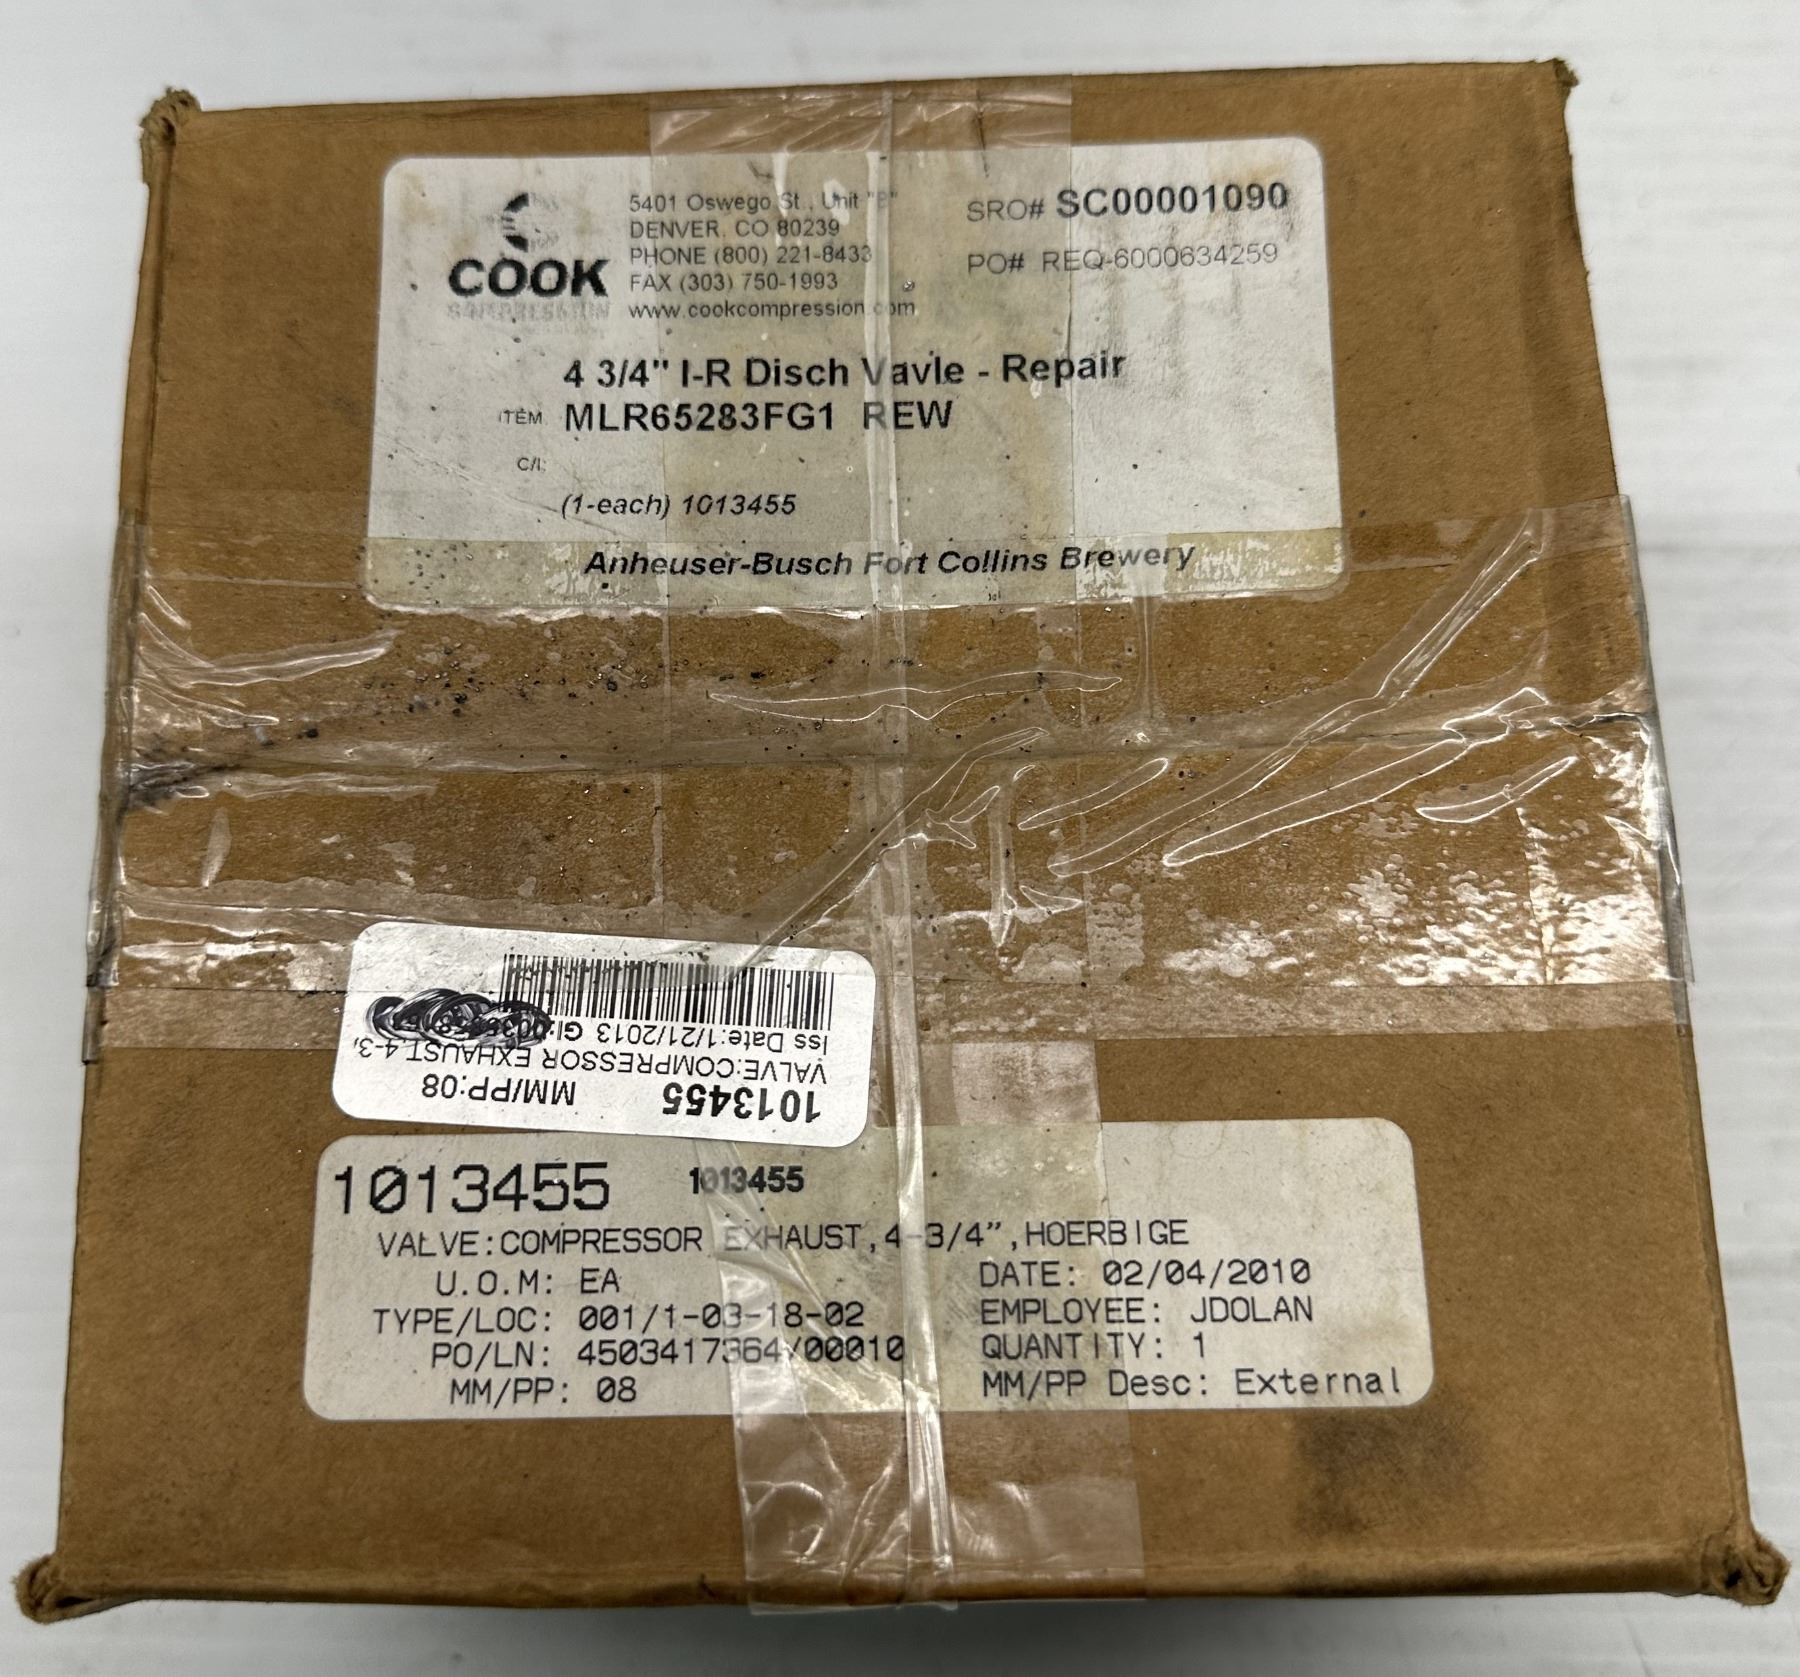 COOK
COMPRESSION
5401 Oswego St., Unit "B"
DENVER, CO 80239
PHONE (800) 221-8433
FAX (303) 750-1993
www.cookcompression.com
SRO# SC00001090
PO# REQ-6000634259
4 3/4" I-R Disch Vavle - Repair
ITEM: MLR65283FG1 REW
C/I:
(1-each) 1013455
Anheuser-Busch Fort Collins Brewery
1013455 MM/PP:08
VALVE:COMPRESSOR EXHAUST,4-3/
Iss Date:1/21/2013 Gl:
1013455 1013455
VALVE:COMPRESSOR EXHAUST,4-3/4",HOERBIGE
U.O.M: EA
TYPE/LOC: 001/1-03-18-02
PO/LN: 4503417364/00010
MM/PP: 08
DATE: 02/04/2010
EMPLOYEE: JDOLAN
QUANTITY: 1
MM/PP Desc: External